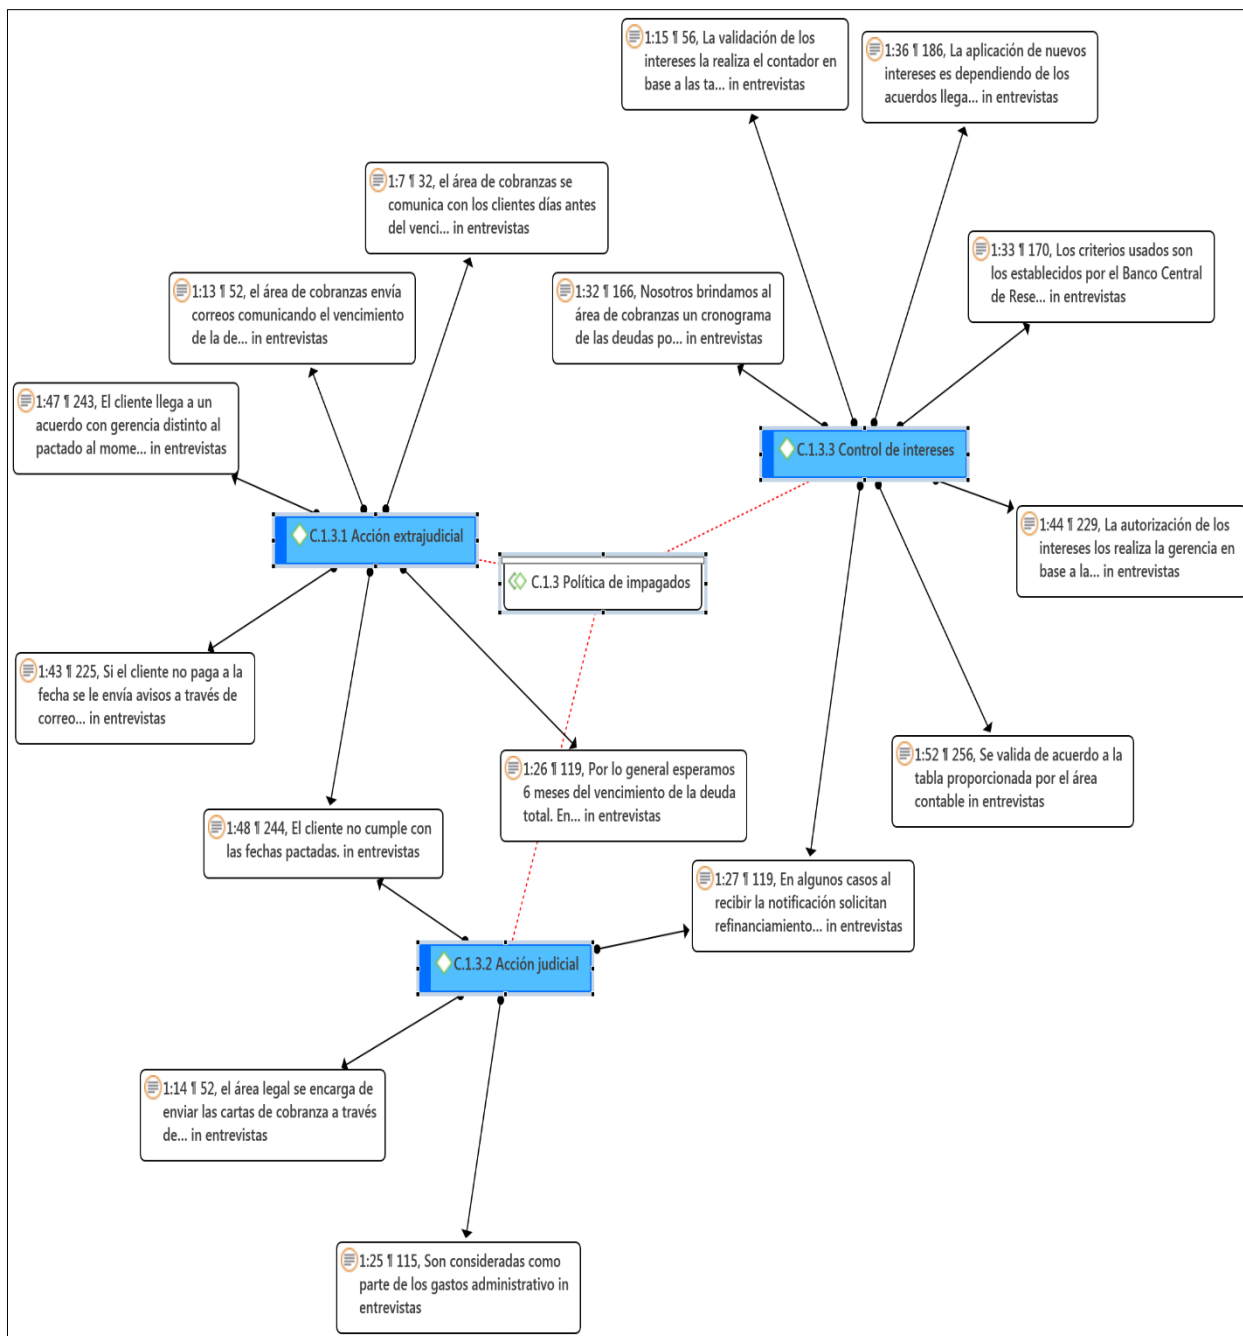 1:15 ¶ 56, La validación de los
intereses la realiza el contador en
base a las ta... in entrevistas
1:36 ¶ 186, La aplicación de nuevos
intereses es dependiendo de los
acuerdos llega... in entrevistas
1:7 ¶ 32, el área de cobranzas se
comunica con los clientes días antes
del venci... in entrevistas
1:33 ¶ 170, Los criterios usados son
los establecidos por el Banco Central
de Rese... in entrevistas
1:13 ¶ 52, el área de cobranzas envía
correos comunicando el vencimiento
de la de... in entrevistas
1:32 ¶ 166, Nosotros brindamos al
área de cobranzas un cronograma
de las deudas po... in entrevistas
1:47 ¶ 243, El cliente llega a un
acuerdo con gerencia distinto al
pactado al mome... in entrevistas
C.1.3.3 Control de intereses
C.1.3.1 Acción extrajudicial
1:44 ¶ 229, La autorización de los
intereses los realiza la gerencia en
base a la... in entrevistas
C.1.3 Política de impagados
1:43 ¶ 225, Si el cliente no paga a la
fecha se le envía avisos a través de
correo... in entrevistas
1:52 ¶ 256, Se valida de acuerdo a la
tabla proporcionada por el área
contable in entrevistas
1:26 ¶ 119, Por lo general esperamos
6 meses del vencimiento de la deuda
total. En... in entrevistas
1:48 ¶ 244, El cliente no cumple con
las fechas pactadas. in entrevistas
1:27 ¶ 119, En algunos casos al
recibir la notificación solicitan
refinanciamiento... in entrevistas
C.1.3.2 Acción judicial
1:14 ¶ 52, el área legal se encarga de
enviar las cartas de cobranza a través
de... in entrevistas
1:25 ¶ 115, Son consideradas como
parte de los gastos administrativo in
entrevistas